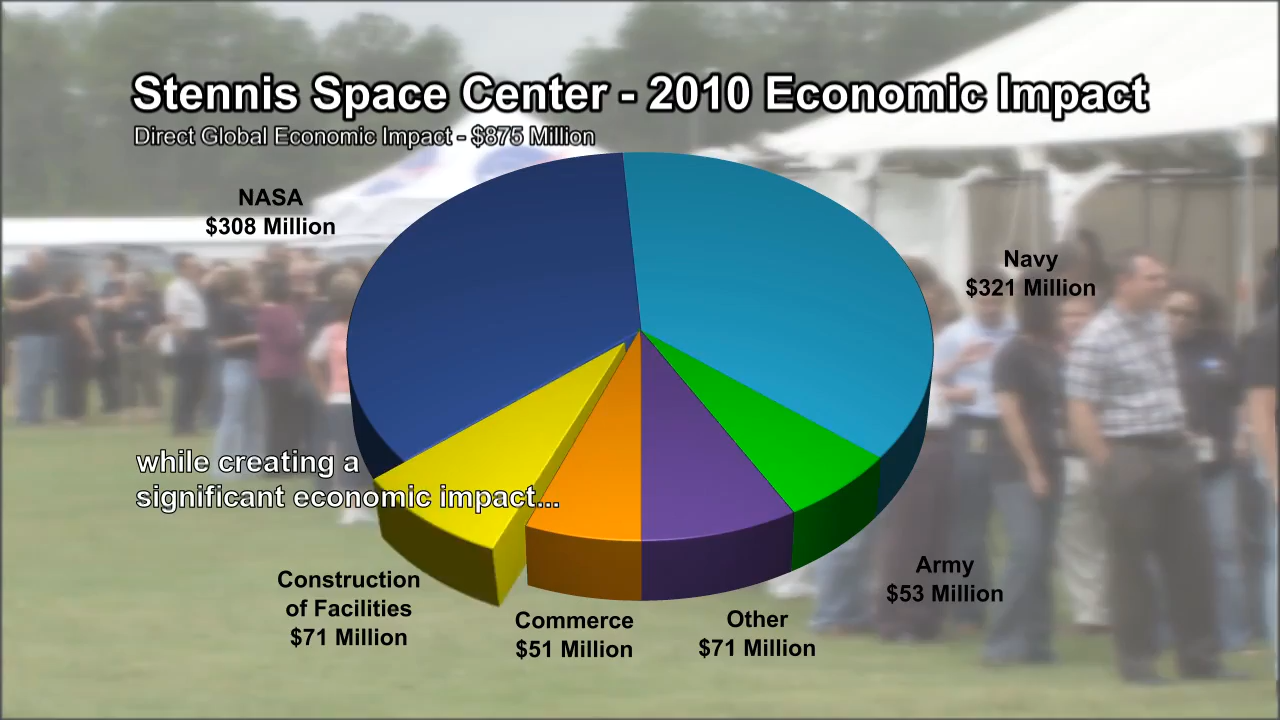 Stennis Space Center - 2010 Economic Impact
Direct Global Economic Impact - $875 Million
NASA
$308 Million
Navy
$321 Million
while creating a
significant economic impact...
Army
$53 Million
Construction
of Facilities
$71 Million
Commerce
$51 Million
Other
$71 Million